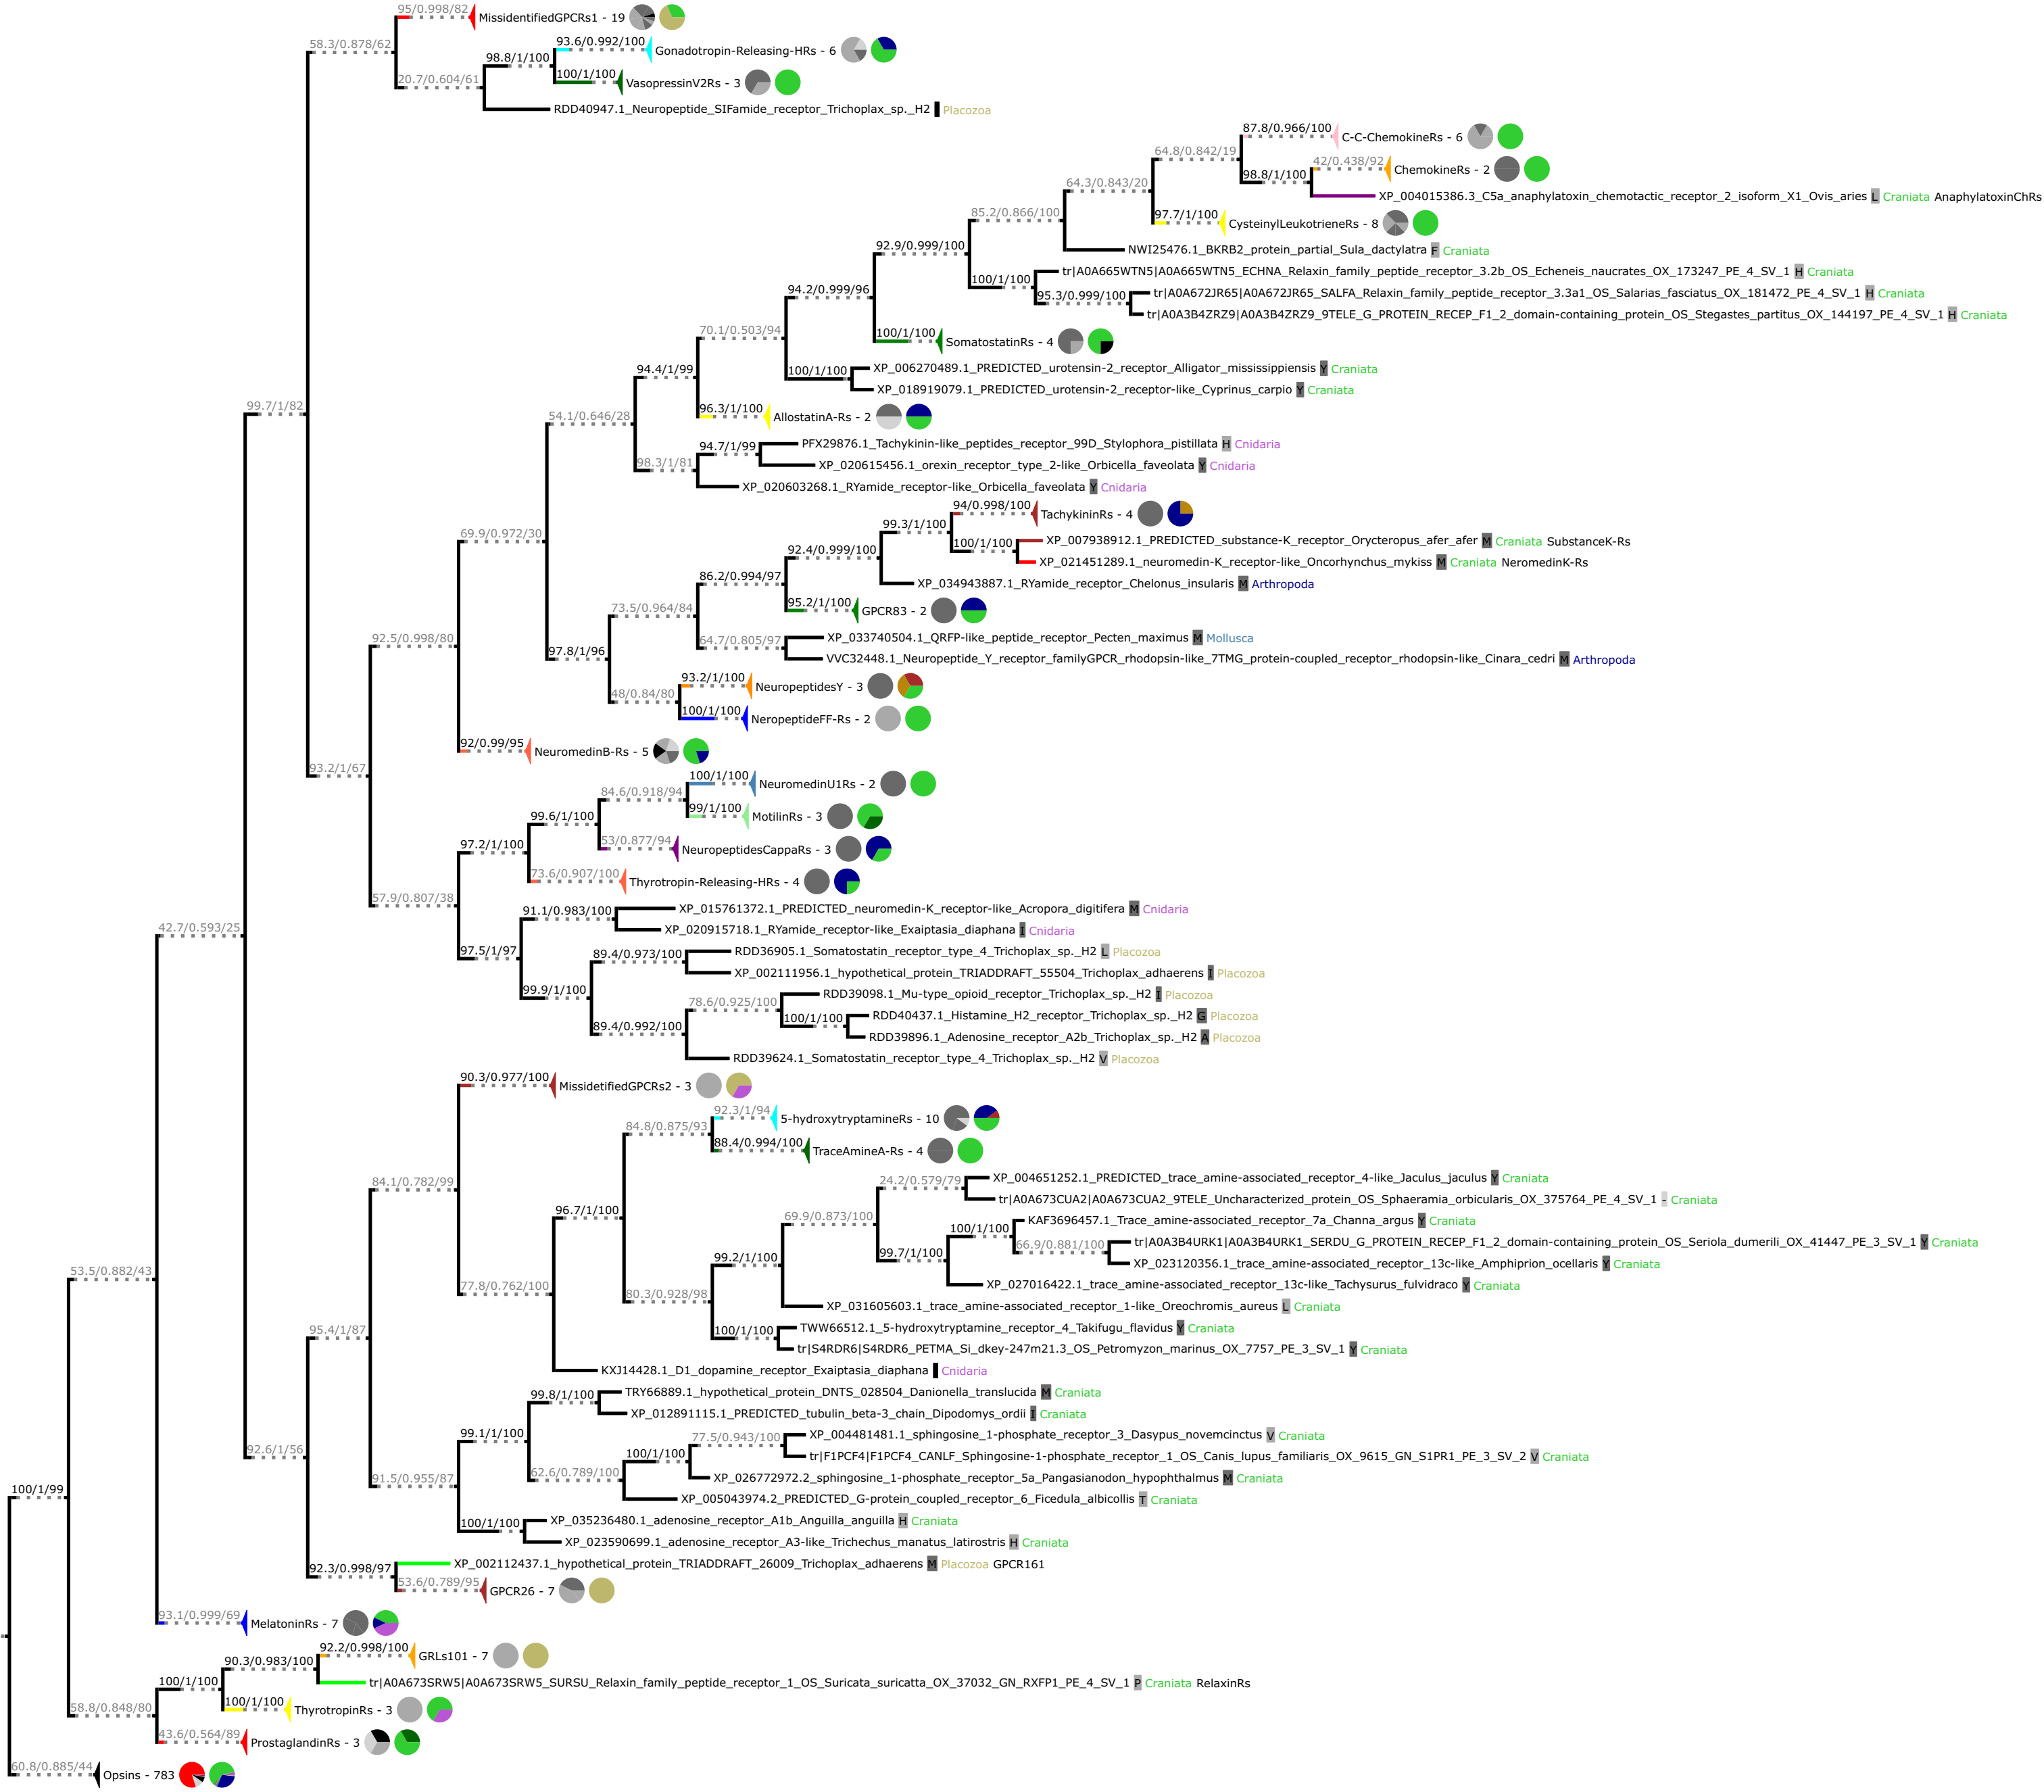 95/0.998/82
MissidentifiedGPCRs1 - 19
58.3/0.878/62
93.6/0.992/100
Gonadotropin-Releasing-HRs - 6
98.8/1/100
20.7/0.604/61
100/1/100
VasopressinV2Rs - 3
RDD40947.1_Neuropeptide_SIFamide_receptor_Trichoplax_sp._H2 Placozoa
87.8/0.966/100
C-C-ChemokineRs - 6
64.8/0.842/19
42/0.438/92
ChemokineRs - 2
98.8/1/100
64.3/0.843/20
XP_004015386.3_C5a_anaphylatoxin_chemotactic_receptor_2_isoform_X1_Ovis_aries L Craniata AnaphylatoxinChRs
85.2/0.866/100
97.7/1/100
CysteinylLeukotrieneRs - 8
92.9/0.999/100
NWI25476.1_BKRB2_protein_partial_Sula_dactylatra F Craniata
tr|A0A665WTN5|A0A665WTN5_ECHNA_Relaxin_family_peptide_receptor_3.2b_OS_Echeneis_naucrates_OX_173247_PE_4_SV_1 H Craniata
100/1/100
94.2/0.999/96
95.3/0.999/100
tr|A0A672JR65|A0A672JR65_SALFA_Relaxin_family_peptide_receptor_3.3a1_OS_Salarias_fasciatus_OX_181472_PE_4_SV_1 H Craniata
tr|A0A3B4ZRZ9|A0A3B4ZRZ9_9TELE_G_PROTEIN_RECEP_F1_2_domain-containing_protein_OS_Stegastes_partitus_OX_144197_PE_4_SV_1 H Craniata
70.1/0.503/94
100/1/100
SomatostatinRs - 4
94.4/1/99
100/1/100
XP_006270489.1_PREDICTED_urotensin-2_receptor_Alligator_mississippiensis Y Craniata
XP_018919079.1_PREDICTED_urotensin-2_receptor-like_Cyprinus_carpio Y Craniata
54.1/0.646/28
96.3/1/100
AllostatinA-Rs - 2
94.7/1/99
PFX29876.1_Tachykinin-like_peptides_receptor_99D_Stylophora_pistillata H Cnidaria
98.3/1/81
XP_020615456.1_orexin_receptor_type_2-like_Orbicella_faveolata Y Cnidaria
99.7/1/82
XP_020603268.1_RYamide_receptor-like_Orbicella_faveolata Y Cnidaria
94/0.998/100
TachykininRs - 4
99.3/1/100
69.9/0.972/30
100/1/100
XP_007938912.1_PREDICTED_substance-K_receptor_Orycteropus_afer_afer M Craniata SubstanceK-Rs
92.4/0.999/100
XP_021451289.1_neuromedin-K_receptor-like_Oncorhynchus_mykiss M Craniata NeromedinK-Rs
86.2/0.994/97
XP_034943887.1_RYamide_receptor_Chelonus_insularis M Arthropoda
73.5/0.964/84
95.2/1/100
GPCR83 - 2
92.5/0.998/80
64.7/0.805/97
XP_033740504.1_QRFP-like_peptide_receptor_Pecten_maximus M Mollusca
97.8/1/96
VVC32448.1_Neuropeptide_Y_receptor_familyGPCR_rhodopsin-like_7TMG_protein-coupled_receptor_rhodopsin-like_Cinara_cedri M Arthropoda
93.2/1/100
NeuropeptidesY - 3
48/0.84/80
100/1/100
NeropeptideFF-Rs - 2
92/0.99/95
NeuromedinB-Rs - 5
93.2/1/67
100/1/100
NeuromedinU1Rs - 2
84.6/0.918/94
99/1/100
MotilinRs - 3
99.6/1/100
97.2/1/100
53/0.877/94
NeuropeptidesCappaRs - 3
73.6/0.907/100
Thyrotropin-Releasing-HRs - 4
57.9/0.807/38
91.1/0.983/100
XP_015761372.1_PREDICTED_neuromedin-K_receptor-like_Acropora_digitifera M Cnidaria
42.7/0.593/25
XP_020915718.1_RYamide_receptor-like_Exaiptasia_diaphana I Cnidaria
97.5/1/97
89.4/0.973/100
RDD36905.1_Somatostatin_receptor_type_4_Trichoplax_sp._H2 L Placozoa
XP_002111956.1_hypothetical_protein_TRIADDRAFT_55504_Trichoplax_adhaerens I Placozoa
99.9/1/100
RDD39098.1_Mu-type_opioid_receptor_Trichoplax_sp._H2 I Placozoa
78.6/0.925/100
100/1/100
RDD40437.1_Histamine_H2_receptor_Trichoplax_sp._H2 G Placozoa
89.4/0.992/100
RDD39896.1_Adenosine_receptor_A2b_Trichoplax_sp._H2 A Placozoa
RDD39624.1_Somatostatin_receptor_type_4_Trichoplax_sp._H2 V Placozoa
90.3/0.977/100
MissidetifiedGPCRs2 - 3
92.3/1/94
5-hydroxytryptamineRs - 10
84.8/0.875/93
88.4/0.994/100
TraceAmineA-Rs - 4
84.1/0.782/99
24.2/0.579/79
XP_004651252.1_PREDICTED_trace_amine-associated_receptor_4-like_Jaculus_jaculus Y Craniata
tr|A0A673CUA2|A0A673CUA2_9TELE_Uncharacterized_protein_OS_Sphaeramia_orbicularis_OX_375764_PE_4_SV_1 - Craniata
96.7/1/100
69.9/0.873/100
KAF3696457.1_Trace_amine-associated_receptor_7a_Channa_argus Y Craniata
100/1/100
66.9/0.881/100
tr|A0A3B4URK1|A0A3B4URK1_SERDU_G_PROTEIN_RECEP_F1_2_domain-containing_protein_OS_Seriola_dumerili_OX_41447_PE_3_SV_1 Y Craniata
99.7/1/100
99.2/1/100
XP_023120356.1_trace_amine-associated_receptor_13c-like_Amphiprion_ocellaris Y Craniata
53.5/0.882/43
77.8/0.762/100
XP_027016422.1_trace_amine-associated_receptor_13c-like_Tachysurus_fulvidraco Y Craniata
80.3/0.928/98
XP_031605603.1_trace_amine-associated_receptor_1-like_Oreochromis_aureus L Craniata
95.4/1/87
100/1/100
TWW66512.1_5-hydroxytryptamine_receptor_4_Takifugu_flavidus Y Craniata
tr|S4RDR6|S4RDR6_PETMA_Si_dkey-247m21.3_OS_Petromyzon_marinus_OX_7757_PE_3_SV_1 Y Craniata
KXJ14428.1_D1_dopamine_receptor_Exaiptasia_diaphana Cnidaria
99.8/1/100
TRY66889.1_hypothetical_protein_DNTS_028504_Danionella_translucida M Craniata
XP_012891115.1_PREDICTED_tubulin_beta-3_chain_Dipodomys_ordii I Craniata
99.1/1/100
77.5/0.943/100
XP_004481481.1_sphingosine_1-phosphate_receptor_3_Dasypus_novemcinctus V Craniata
92.6/1/56
100/1/100
tr|F1PCF4|F1PCF4_CANLF_Sphingosine-1-phosphate_receptor_1_OS_Canis_lupus_familiaris_OX_9615_GN_S1PR1_PE_3_SV_2 V Craniata
62.6/0.789/100
XP_026772972.2_sphingosine_1-phosphate_receptor_5a_Pangasianodon_hypophthalmus M Craniata
91.5/0.955/87
XP_005043974.2_PREDICTED_G-protein_coupled_receptor_6_Ficedula_albicollis T Craniata
100/1/99
100/1/100
XP_035236480.1_adenosine_receptor_A1b_Anguilla_anguilla H Craniata
XP_023590699.1_adenosine_receptor_A3-like_Trichechus_manatus_latirostris H Craniata
92.3/0.998/97
XP_002112437.1_hypothetical_protein_TRIADDRAFT_26009_Trichoplax_adhaerens M Placozoa GPCR161
53.6/0.789/95
GPCR26 - 7
93.1/0.999/69
MelatoninRs - 7
92.2/0.998/100
GRLs101 - 7
90.3/0.983/100
100/1/100
tr|A0A673SRW5|A0A673SRW5_SURSU_Relaxin_family_peptide_receptor_1_OS_Suricata_suricatta_OX_37032_GN_RXFP1_PE_4_SV_1 P Craniata RelaxinRs
58.8/0.848/80
100/1/100
ThyrotropinRs - 3
43.6/0.564/89
ProstaglandinRs - 3
60.8/0.885/44
Opsins - 783